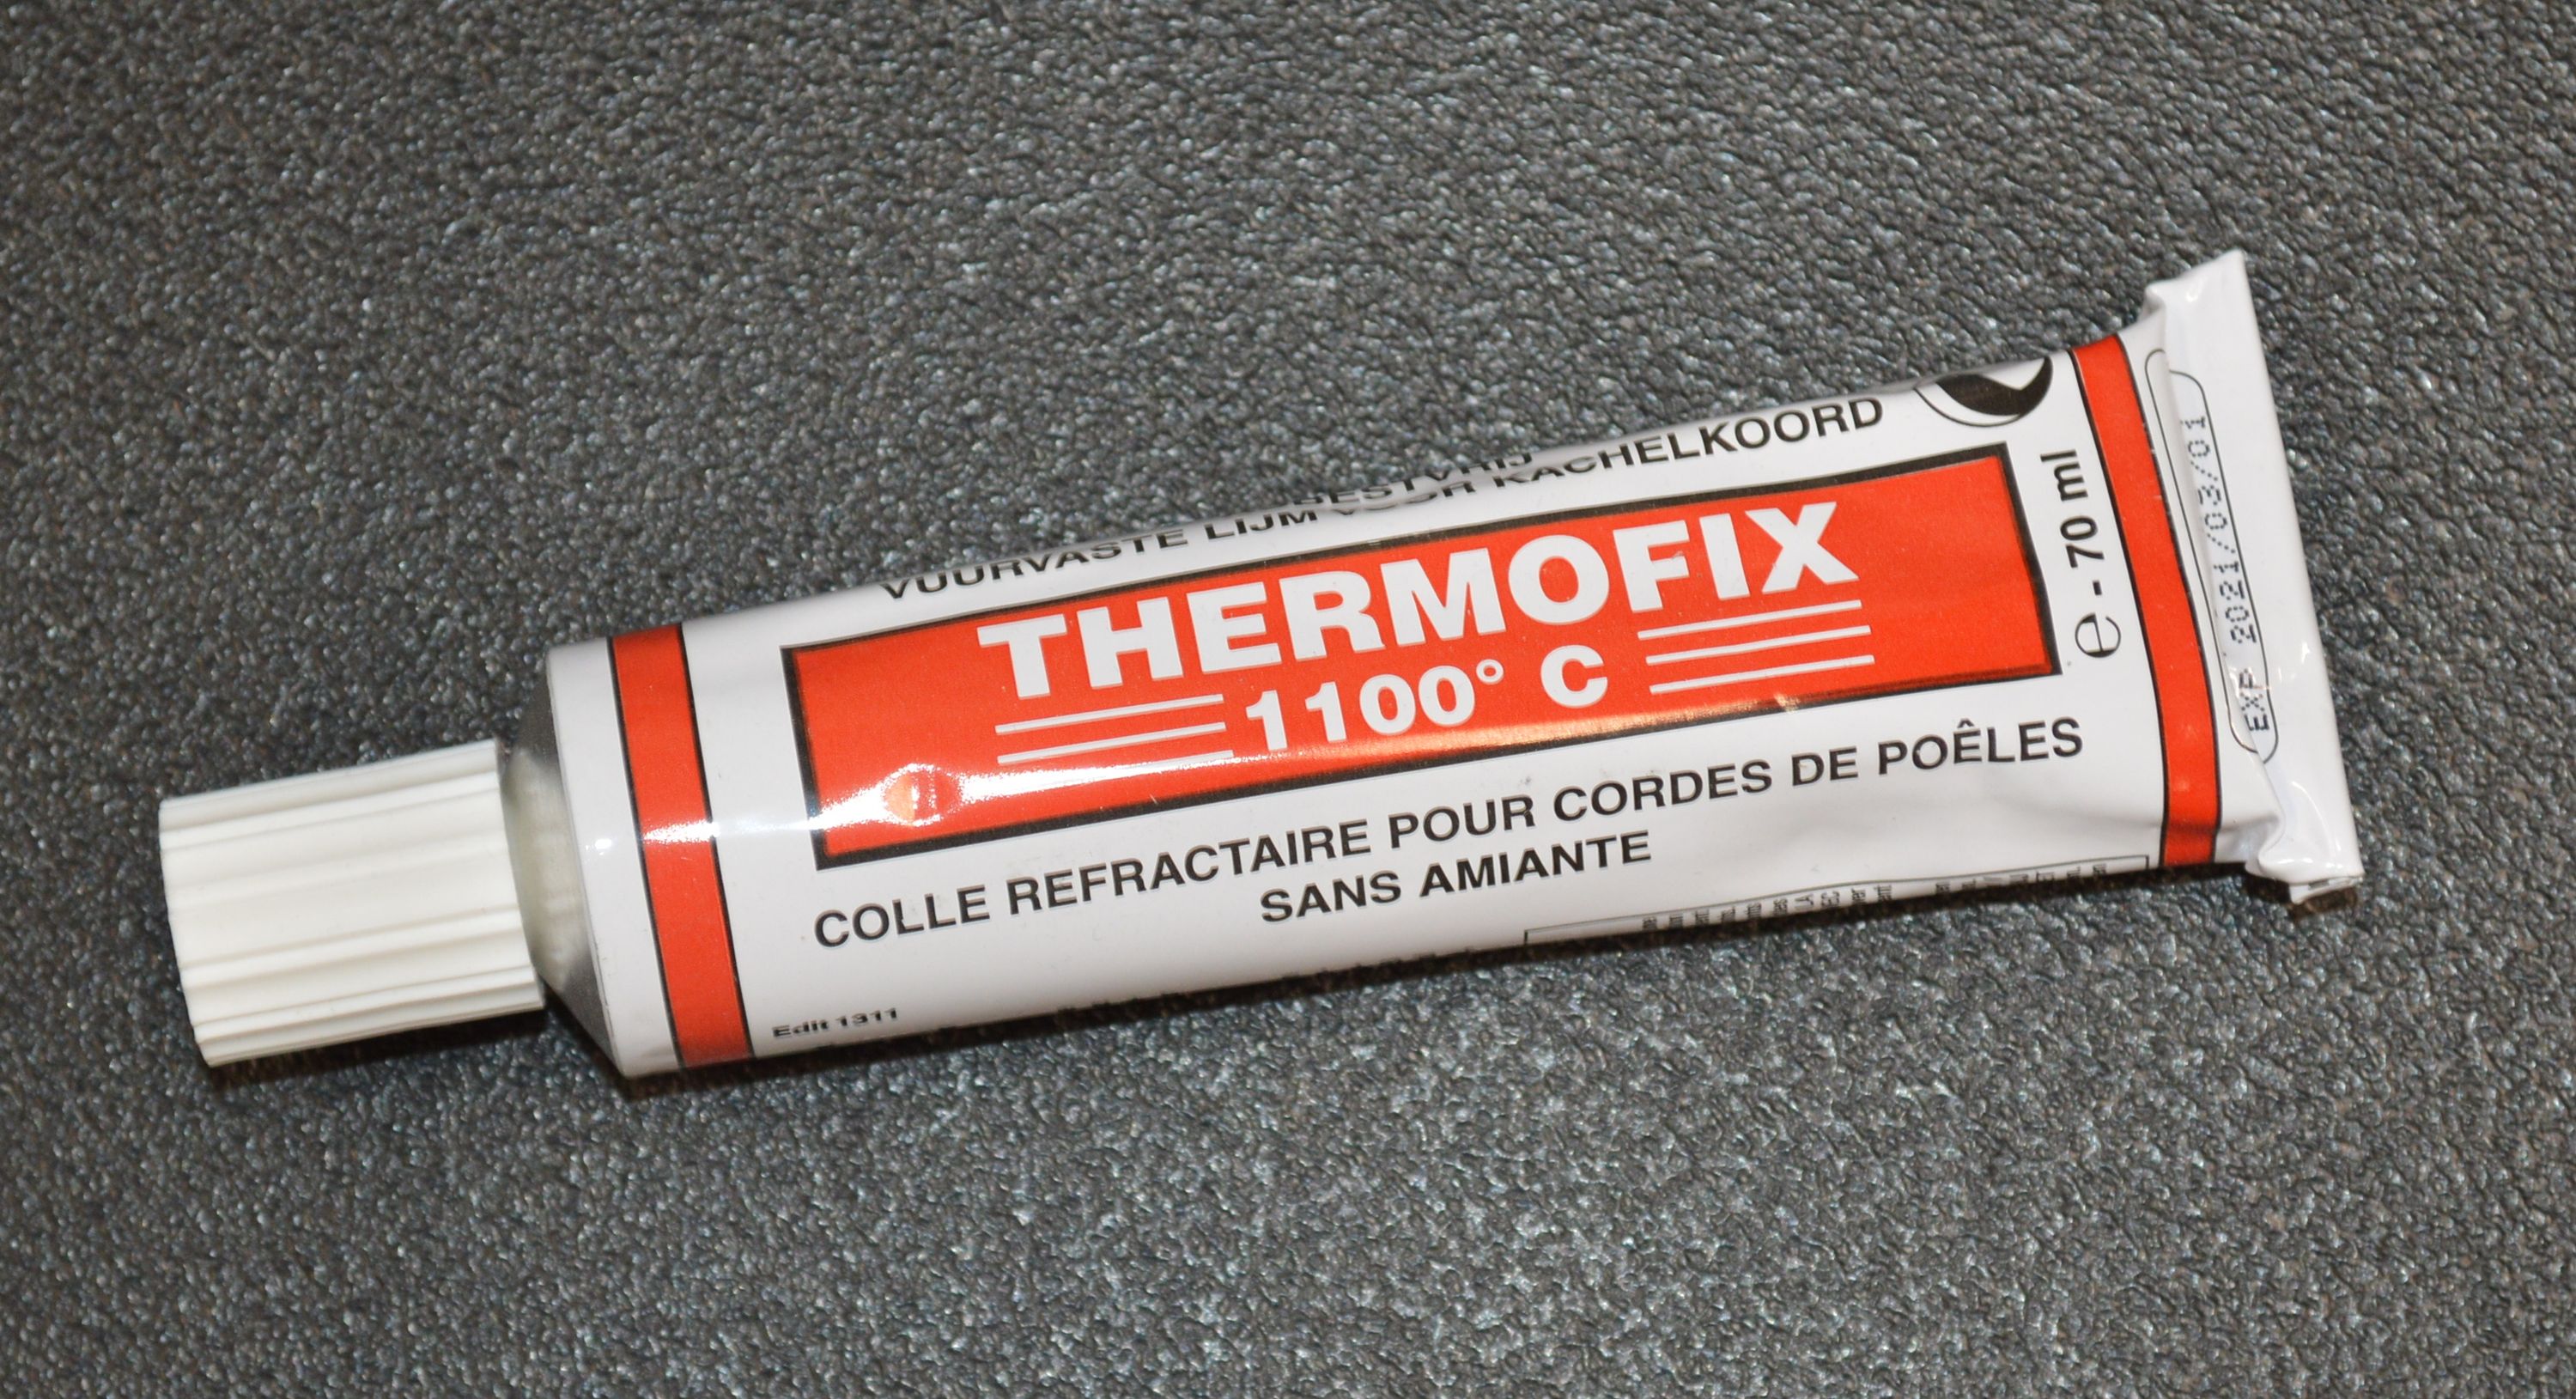 VUURVASTE LIJM VOOR KACHELKOORD
THERMOFIX
1100° C
COLLE REFRACTAIRE POUR CORDES DE POÊLES
SANS AMIANTE
Edit 1311
e - 70 ml
EXP 2021/03/01